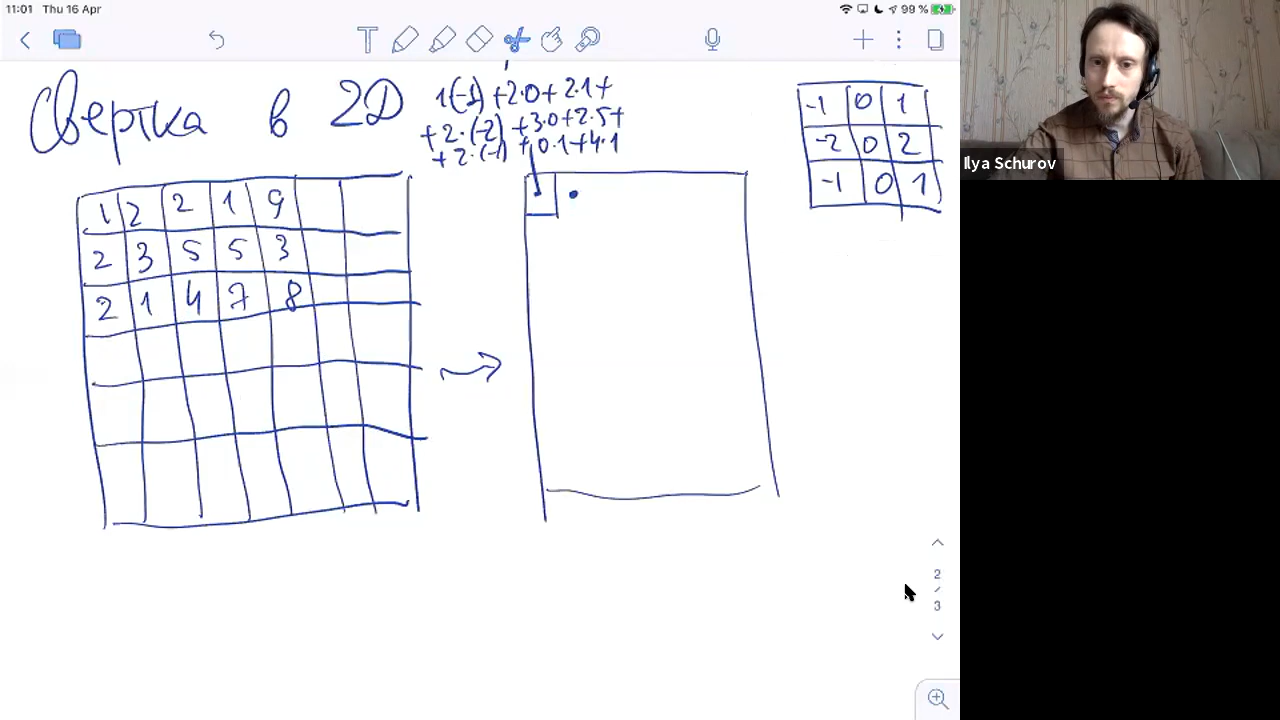 11:01 Thu 16 Apr
99 %
Свертка в 2D
1(-1) +2·0+2·1+
+2·(-2) +3·0+2·5+
+2·(-1) +0·1+4·1
-1 0 1
-2 0 2
-1 0 1
Ilya Schurov
1 2 2 1 9
2 3 5 5 3
2 1 4 7 8
2
3